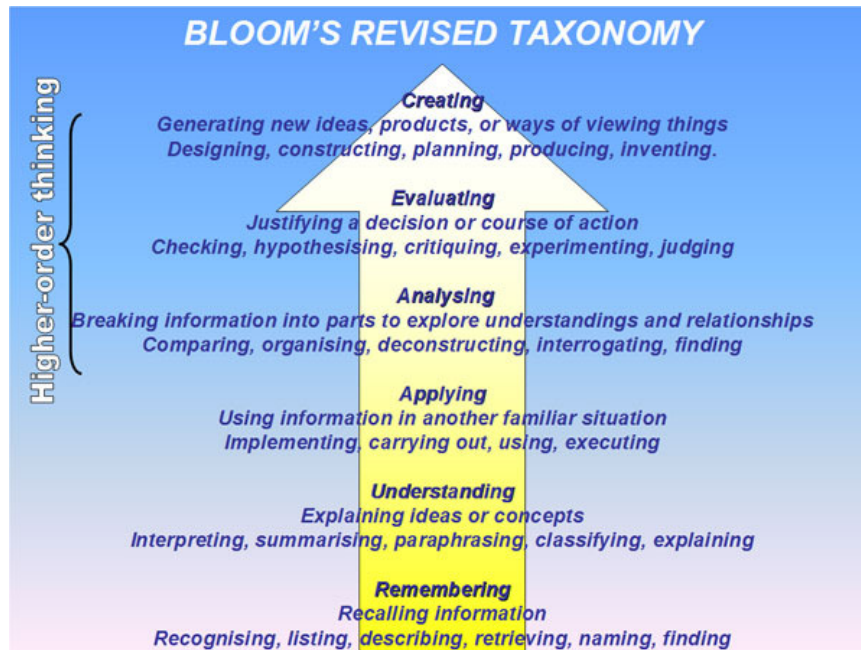 BLOOM'S REVISED TAXONOMY
Higher-order thinking
Creating
Generating new ideas, products, or ways of viewing things
Designing, constructing, planning, producing, inventing.
Evaluating
Justifying a decision or course of action
Checking, hypothesising, critiquing, experimenting, judging
Analysing
Breaking information into parts to explore understandings and relationships
Comparing, organising, deconstructing, interrogating, finding
Applying
Using information in another familiar situation
Implementing, carrying out, using, executing
Understanding
Explaining ideas or concepts
Interpreting, summarising, paraphrasing, classifying, explaining
Remembering
Recalling information
Recognising, listing, describing, retrieving, naming, finding